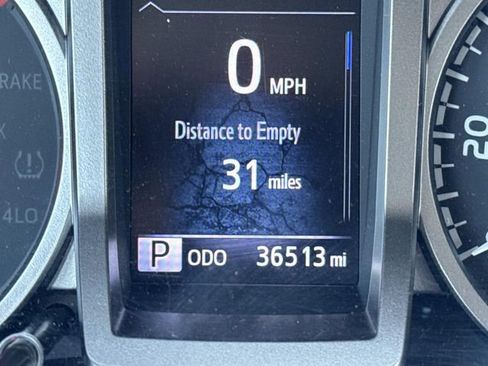 0 MPH
Distance to Empty
31 miles
P ODO 36513 mi
RAKE
4LO
20